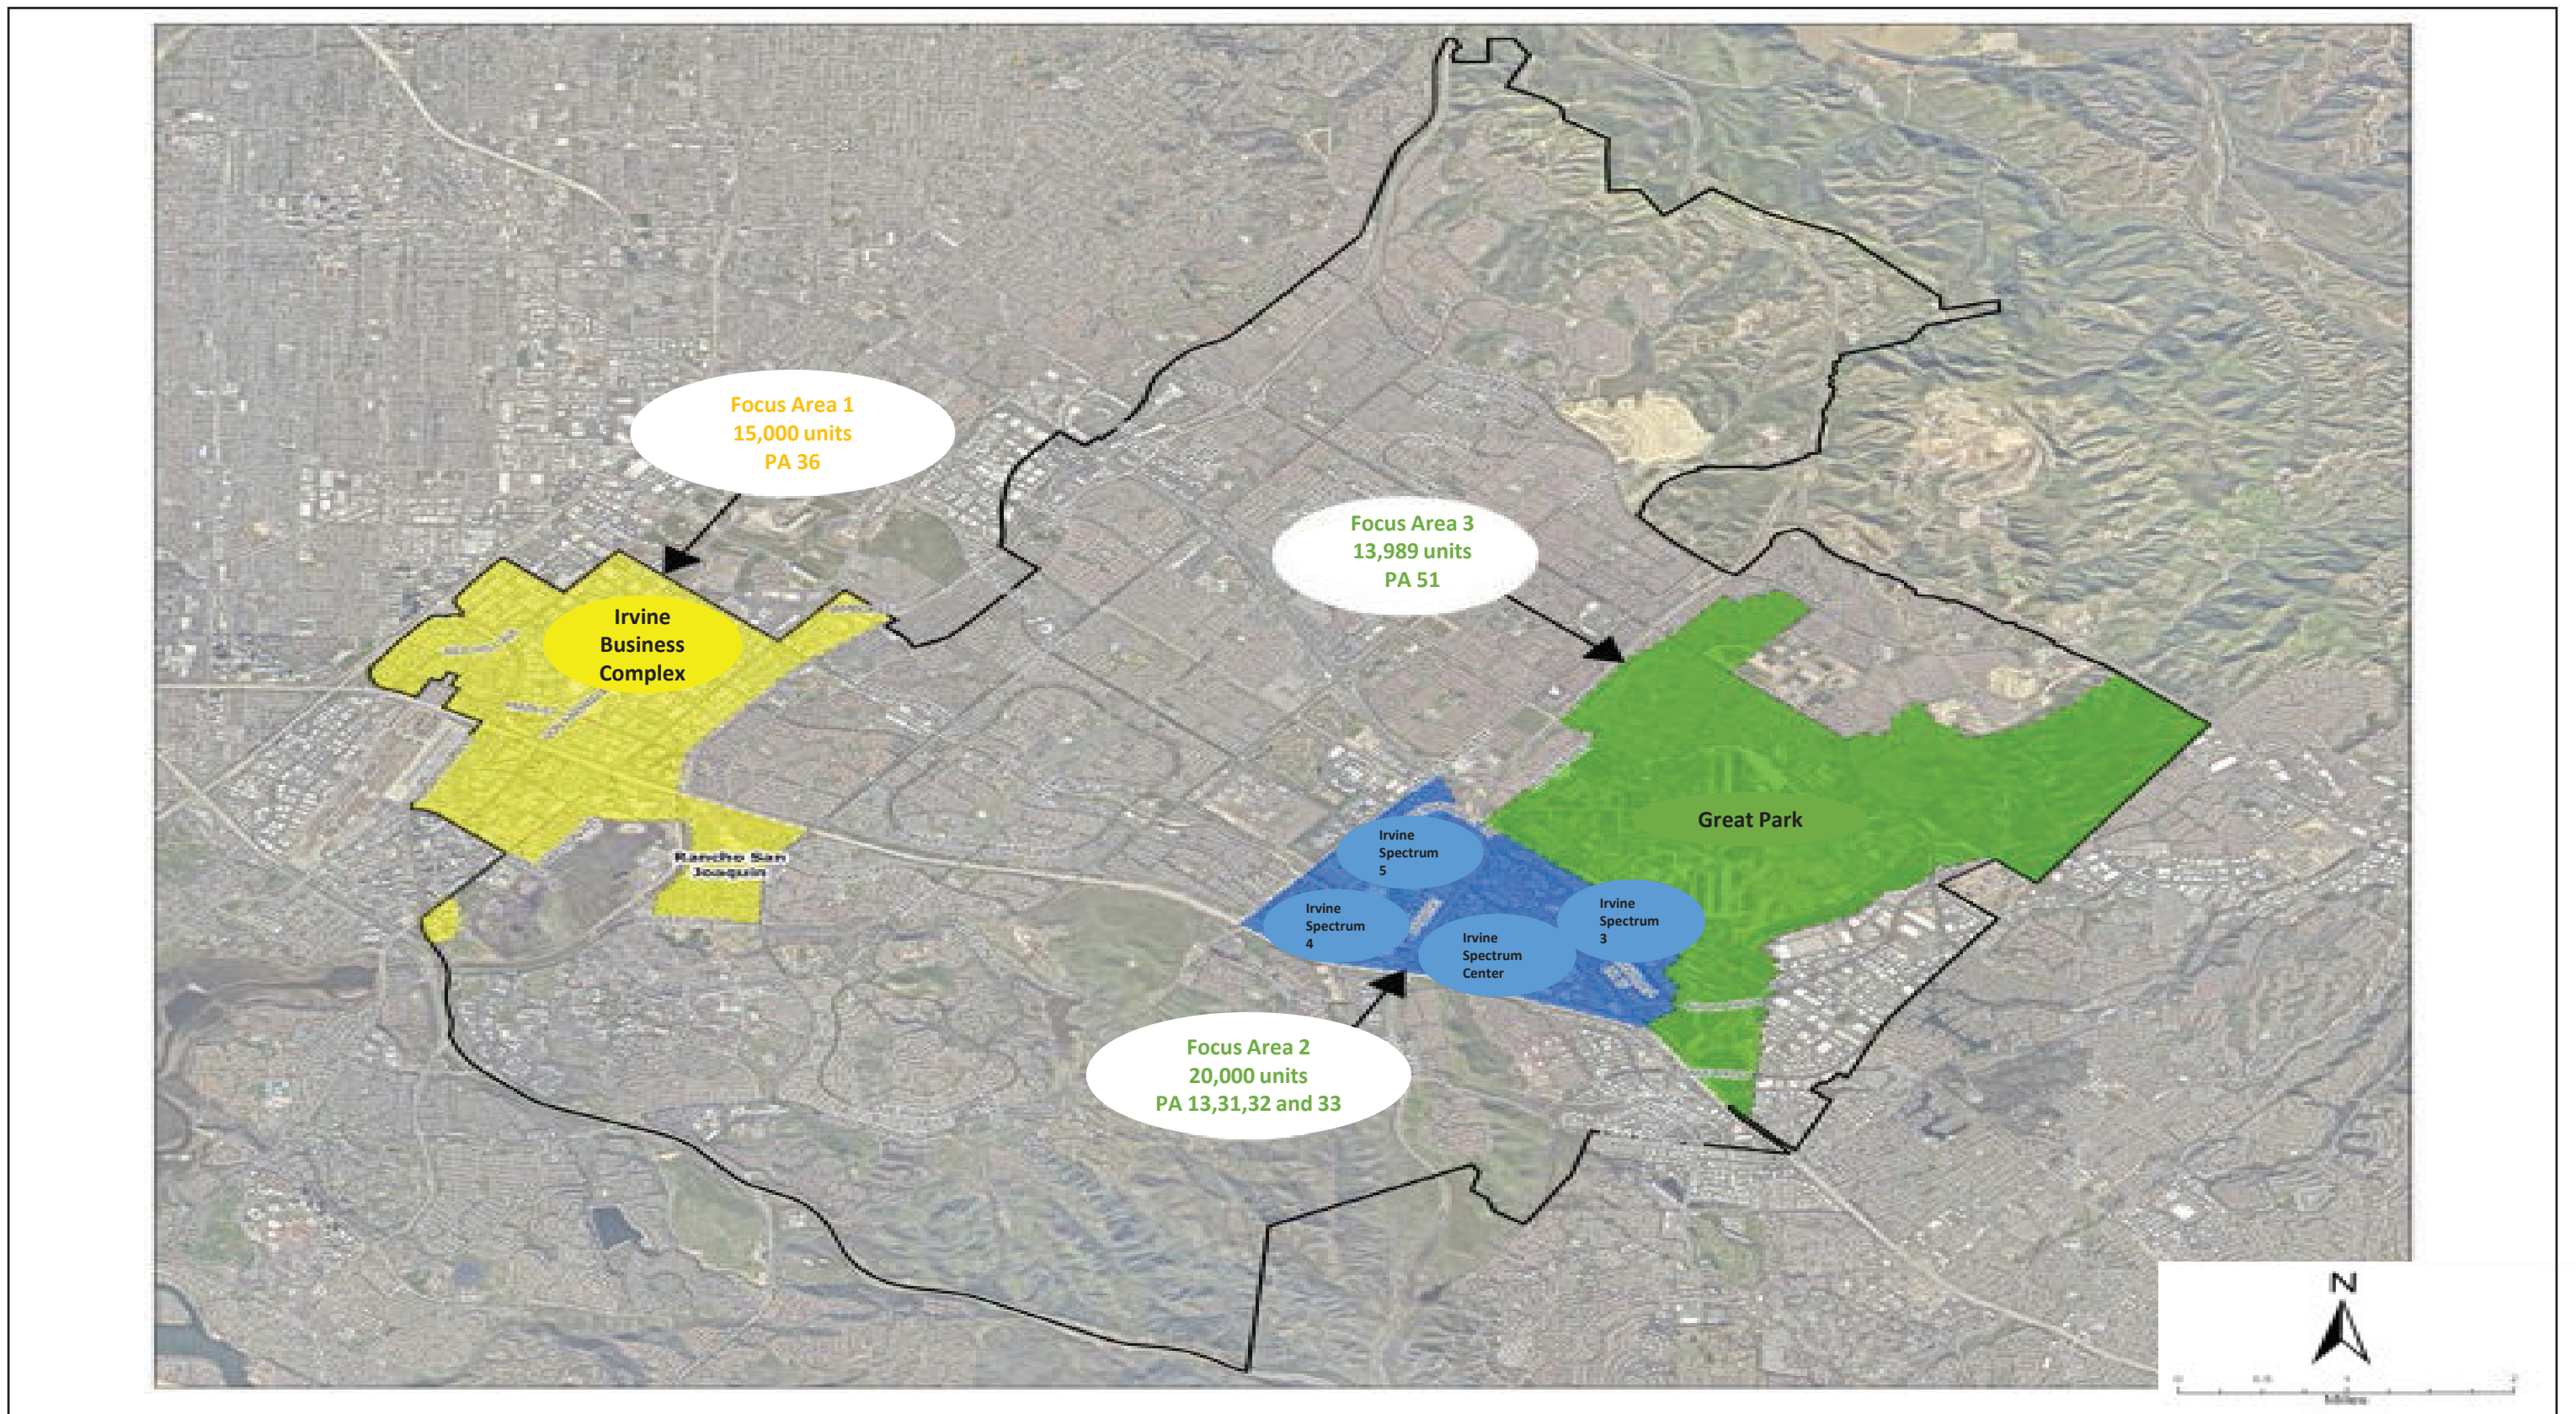 Focus Area 1
15,000 units
PA 36
Focus Area 3
13,989 units
PA 51
Irvine
Business
Complex
Great Park
Irvine
Spectrum
5
Rancho San
Joaquin
Irvine
Spectrum
4
Irvine
Spectrum
3
Irvine
Spectrum
Center
Focus Area 2
20,000 units
PA 13,31,32 and 33
N
Miles